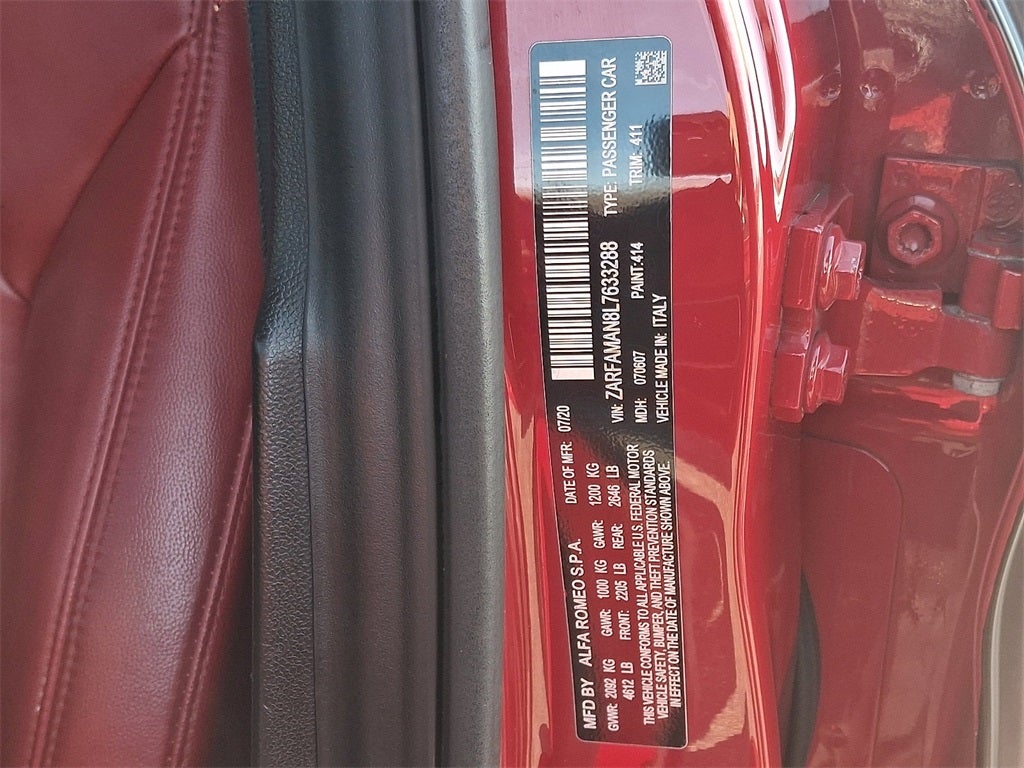 MFD BY ALFA ROMEO S.P.A. DATE OF MFR: 07/20
GVWR: 2092 KG GAWR: 1000 KG GAWR: 1200 KG
4612 LB FRONT: 2205 LB REAR: 2646 LB
THIS VEHICLE CONFORMS TO ALL APPLICABLE U.S. FEDERAL MOTOR
VEHICLE SAFETY, BUMPER, AND THEFT PREVENTION STANDARDS
IN EFFECT ON THE DATE OF MANUFACTURE SHOWN ABOVE.
VIN: ZARFAMAN8L7633288 TYPE: PASSENGER CAR
MDH: 070607 PAINT:414 TRIM: 411
VEHICLE MADE IN: ITALY